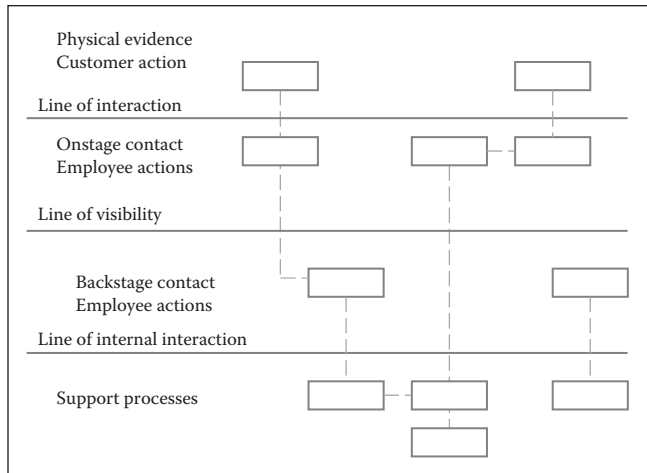 Physical evidence
Customer action
Line of interaction
Onstage contact
Employee actions
Line of visibility
Backstage contact
Employee actions
Line of internal interaction
Support processes